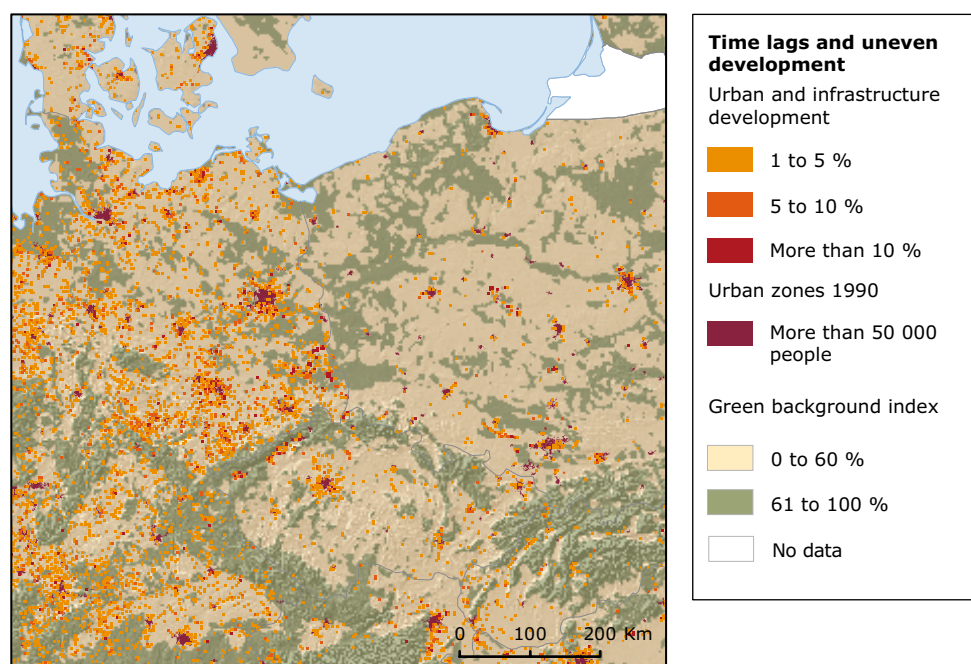 Time lags and uneven
development
Urban and infrastructure
development
1 to 5 %
5 to 10 %
More than 10 %
Urban zones 1990
More than 50 000
people
Green background index
0 to 60 %
61 to 100 %
No data
0 100 200 Km